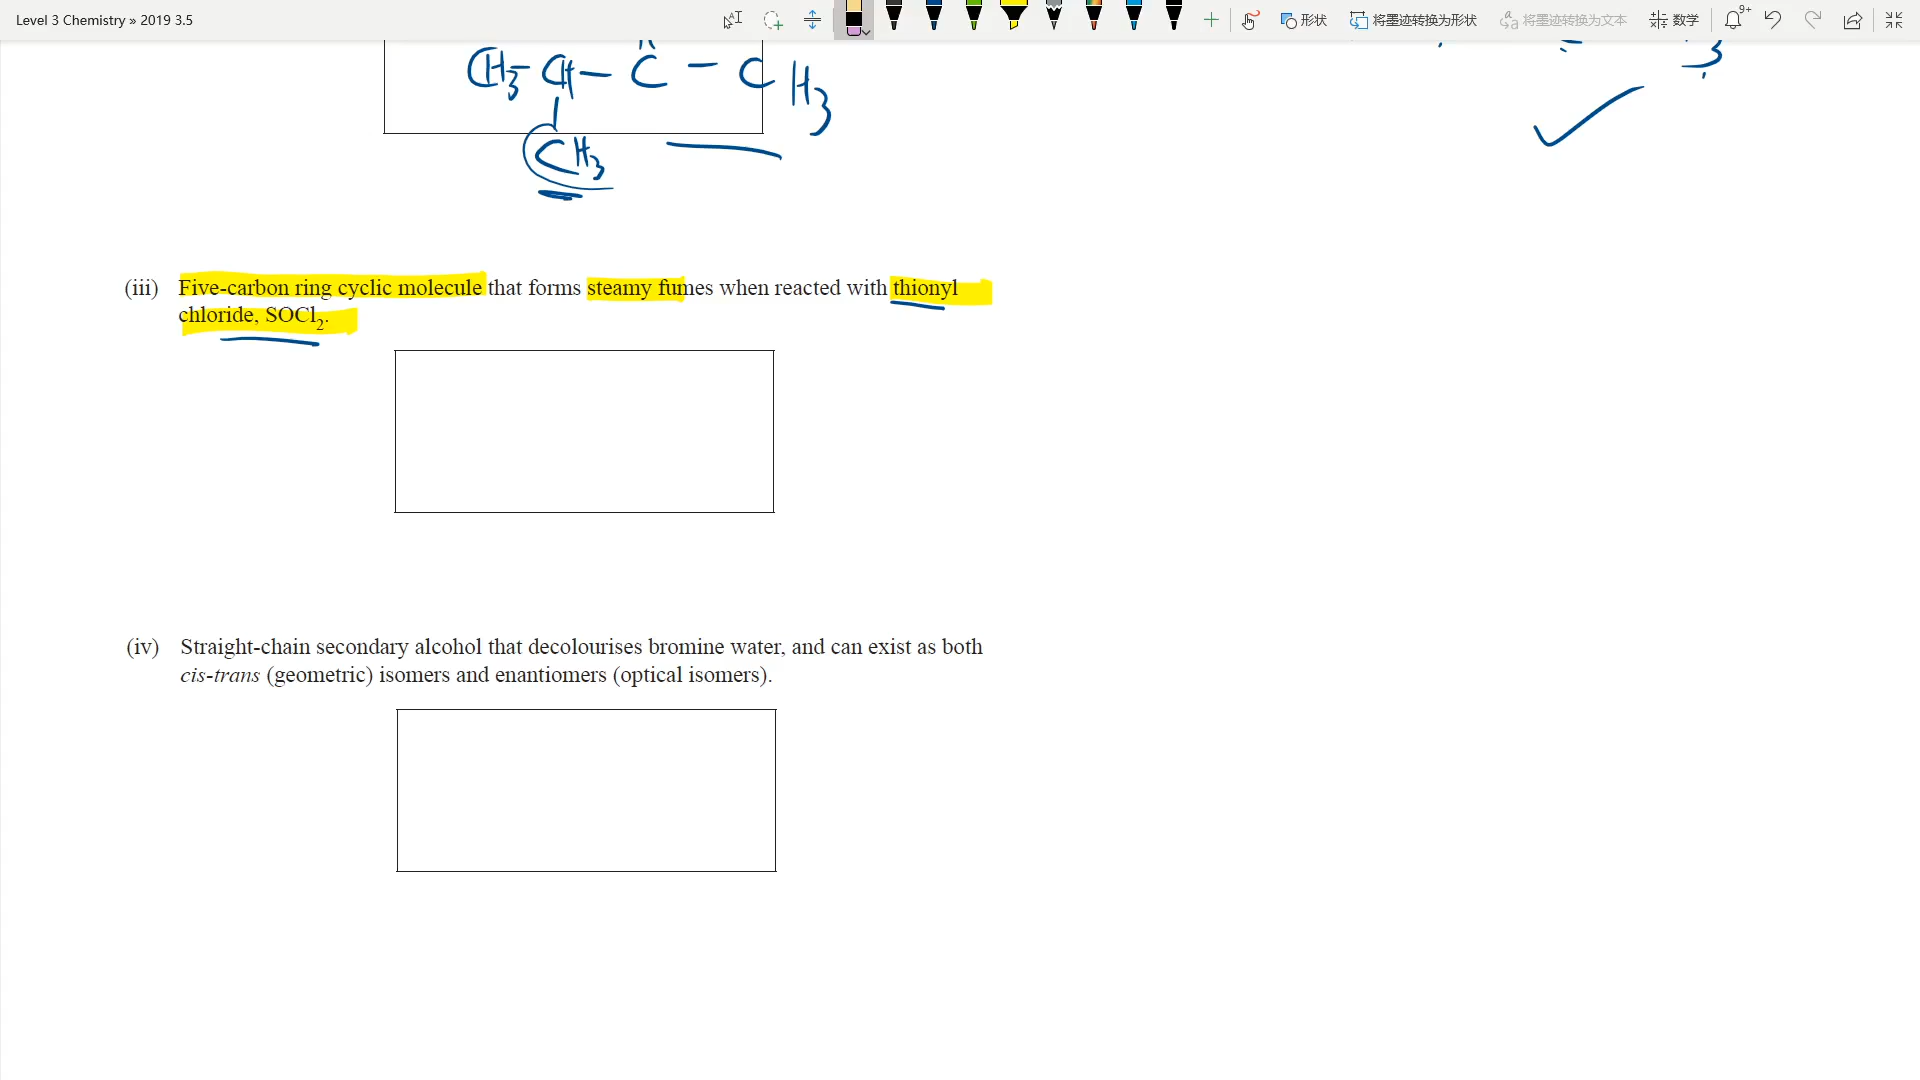 Level 3 Chemistry » 2019 3.5
形状
将墨迹转换为形状
将墨迹转换为文本
数学
9+
CH3 - CH - C - CH3
CH3
(iii) Five-carbon ring cyclic molecule that forms steamy fumes when reacted with thionyl
chloride, SOCl2.
(iv) Straight-chain secondary alcohol that decolourises bromine water, and can exist as both
cis-trans (geometric) isomers and enantiomers (optical isomers).